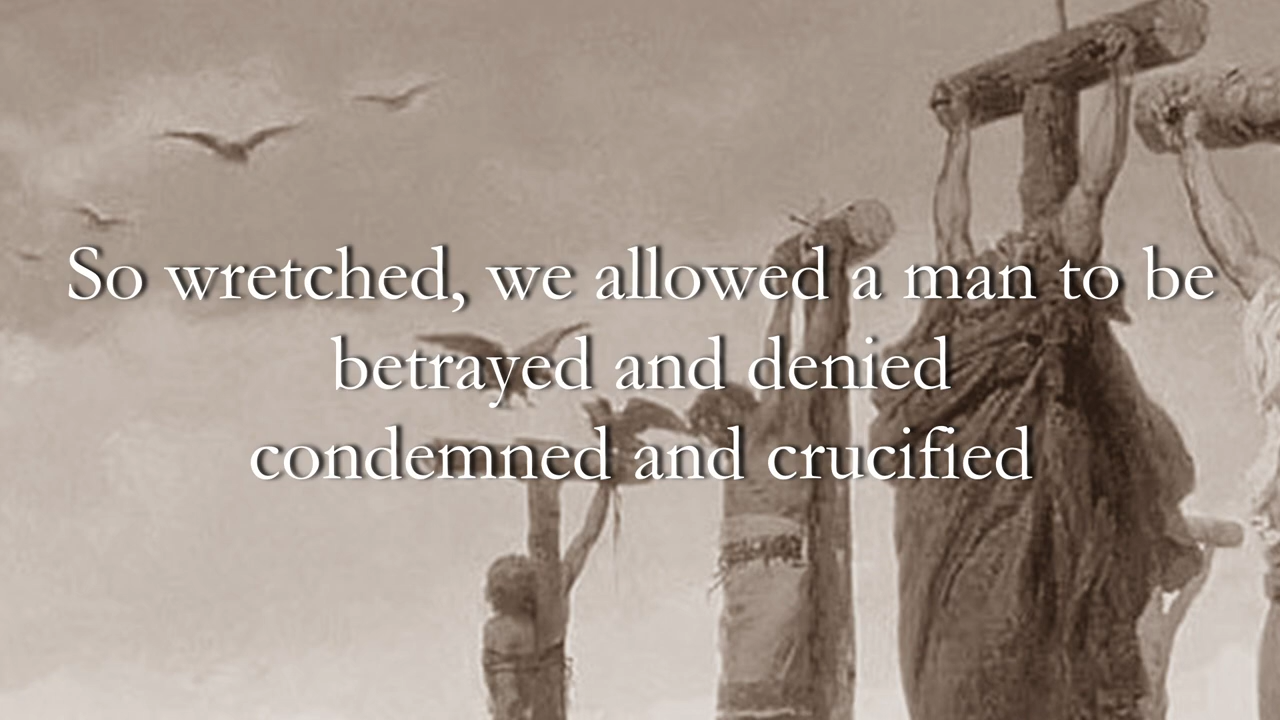 So wretched, we allowed a man to be
betrayed and denied
condemned and crucified